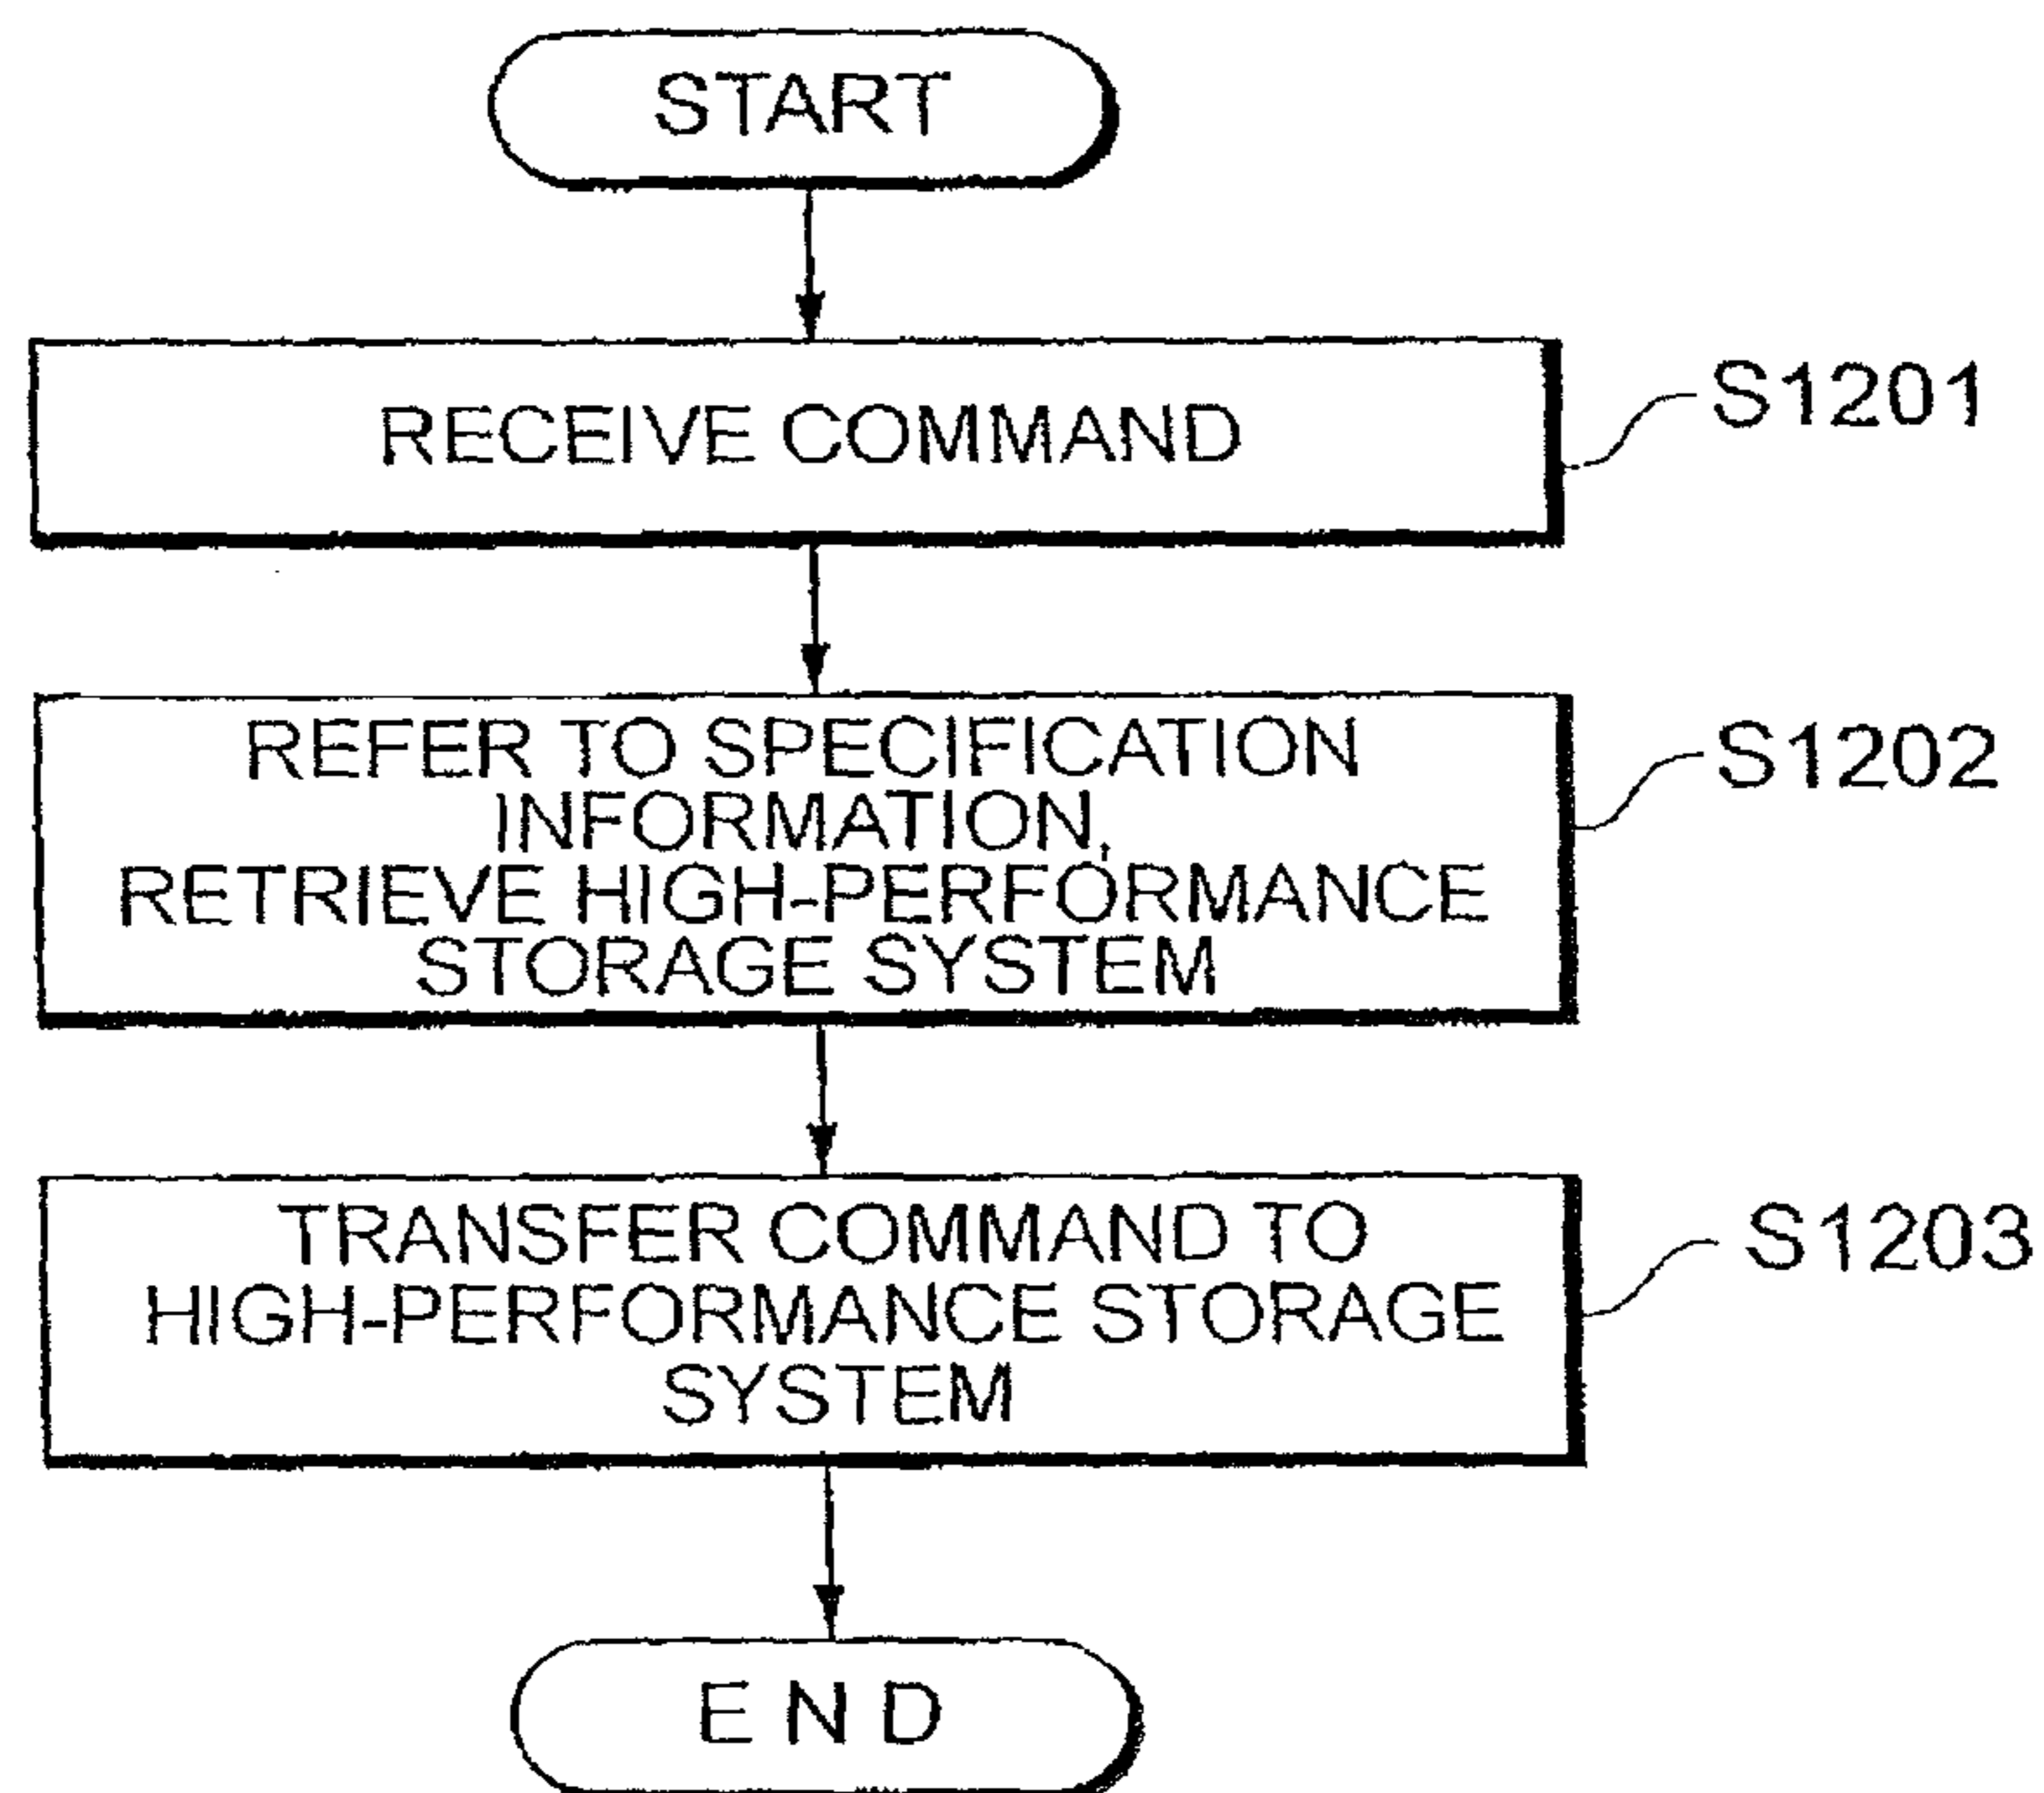 START
RECEIVE COMMAND
S1201
REFER TO SPECIFICATION
INFORMATION,
RETRIEVE HIGH-PERFORMANCE
STORAGE SYSTEM
S1202
TRANSFER COMMAND TO
HIGH-PERFORMANCE STORAGE
SYSTEM
S1203
END